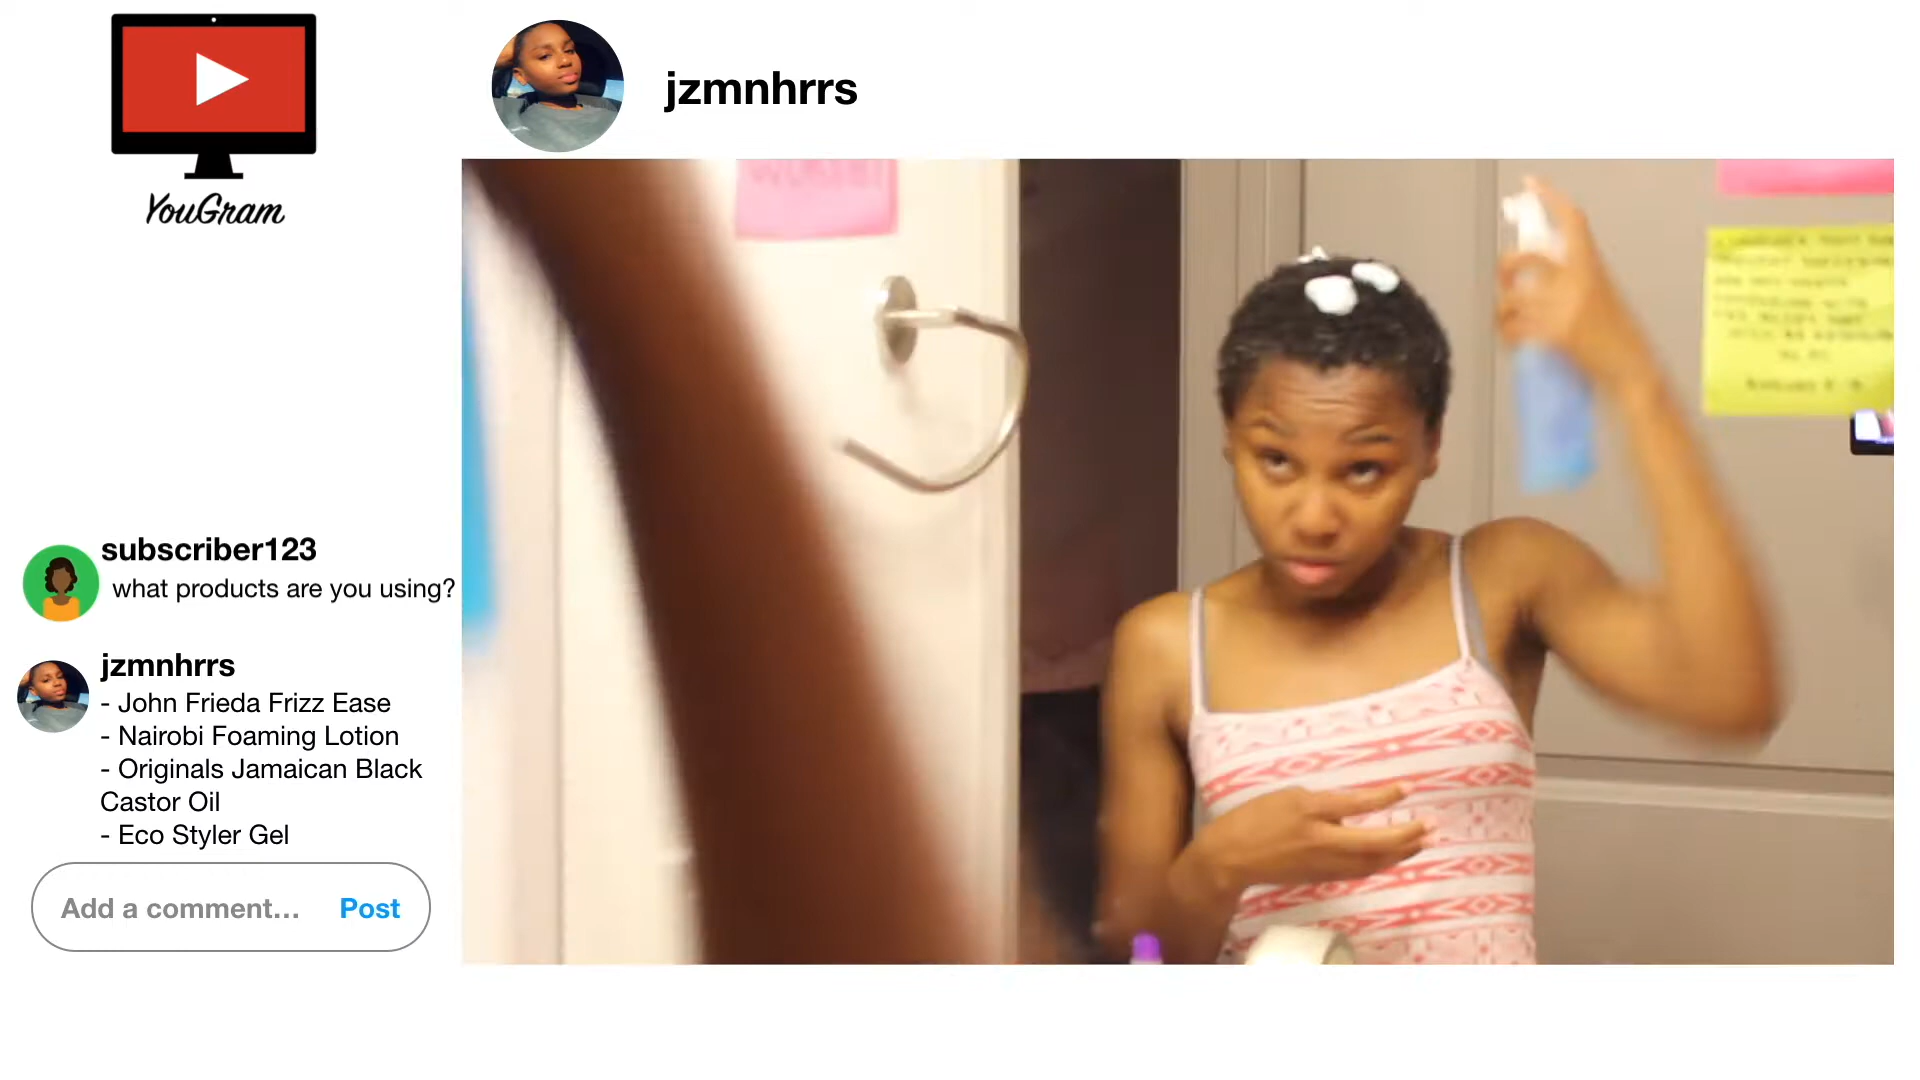 YouGram
jzmnhrrs
subscriber123
what products are you using?
jzmnhrrs
- John Frieda Frizz Ease
- Nairobi Foaming Lotion
- Originals Jamaican Black
Castor Oil
- Eco Styler Gel
Add a comment... Post